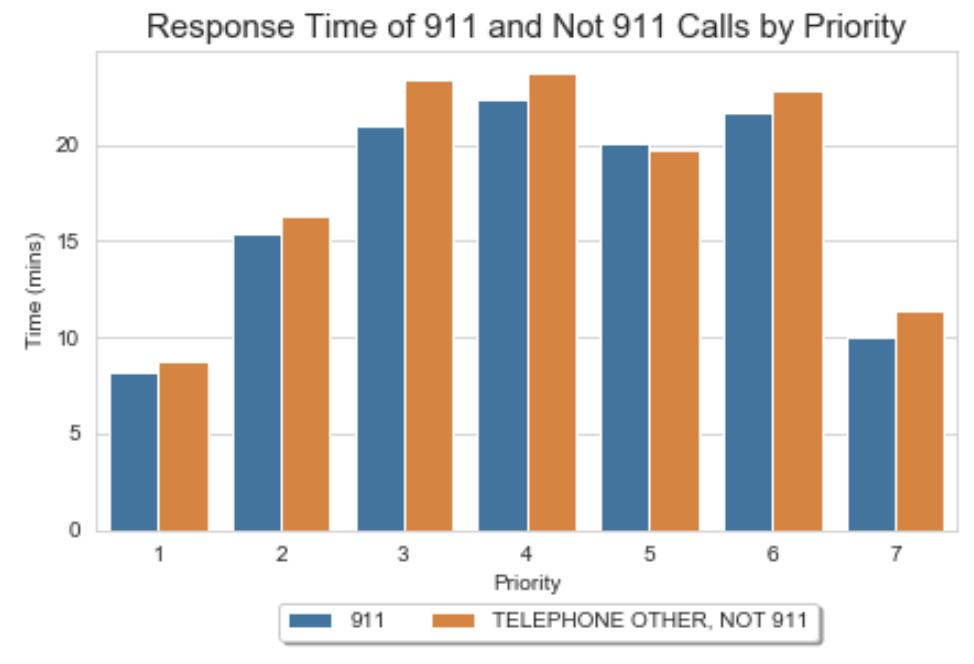 Response Time of 911 and Not 911 Calls by Priority
Time (mins)
20
15
10
5
0
1 2 3 4 5 6 7
Priority
911 TELEPHONE OTHER, NOT 911